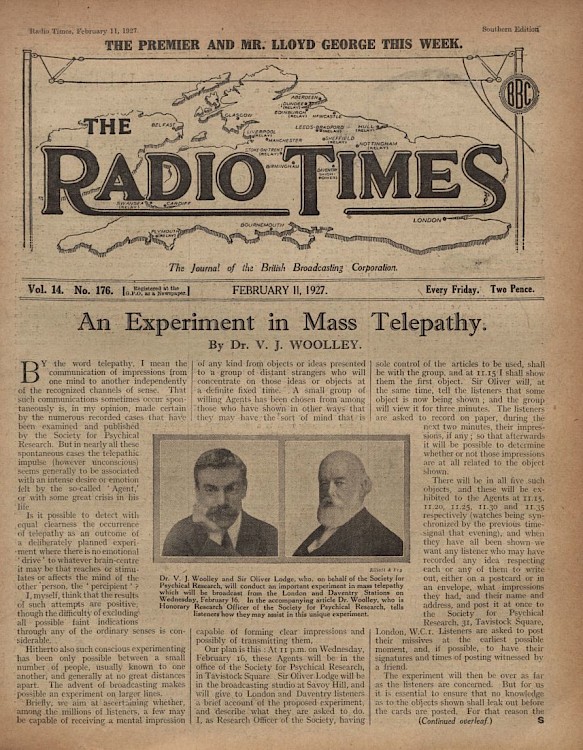 Radio Times, February 11, 1927.
Southern Edition
THE PREMIER AND MR. LLOYD GEORGE THIS WEEK.
BBC
THE
RADIO TIMES
ABERDEEN
DUNDEE
(RELAY)
EDINBURGH
(RELAY)
GLASGOW
NEWCASTLE
BELFAST
LEEDS-BRADFORD
(RELAY)
HULL
(RELAY)
LIVERPOOL
(RELAY)
MANCHESTER
SHEFFIELD
(RELAY)
STOKE-ON-TRENT
(RELAY)
NOTTINGHAM
(RELAY)
BIRMINGHAM
DAVENTRY
SWANSEA
(RELAY)
CARDIFF
LONDON
BOURNEMOUTH
PLYMOUTH
(RELAY)
The Journal of the British Broadcasting Corporation.
Vol. 14. No. 176.
[Registered at the
G.P.O. as a Newspaper.]
FEBRUARY 11, 1927.
Every Friday. Two Pence.
An Experiment in Mass Telepathy.
By Dr. V. J. WOOLLEY.
BY the word telepathy, I mean the
communication of impressions from
one mind to another independently
of the recognized channels of sense. That
such communications sometimes occur spon-
taneously is, in my opinion, made certain
by the numerous recorded cases that have
been examined and published
by the Society for Psychical
Research. But in nearly all these
spontaneous cases the telepathic
impulse (however unconscious)
seems generally to be associated
with an intense desire or emotion
felt by the so-called 'Agent,'
or with some great crisis in his
life.
Is it possible to detect with
equal clearness the occurrence
of telepathy as an outcome of
a deliberately planned experi-
ment where there is no emotional
'drive' to whatever brain-centre
it may be that reaches or stimu-
lates or affects the mind of the
other person, the 'percipient'?
I, myself, think that the results
of such attempts are positive,
though the difficulty of excluding
all possible faint indications
through any of the ordinary senses is con-
siderable.
Hitherto all such conscious experimenting
has been only possible between a small
number of people, usually known to one
another, and generally at no great distances
apart. The advent of broadcasting makes
possible an experiment on larger lines.
Briefly, we aim at ascertaining whether,
among the millions of listeners, a few may
be capable of receiving a mental impression
of any kind from objects or ideas presented
to a group of distant strangers who will
concentrate on those ideas or objects at
a definite fixed time. A small group of
willing Agents has been chosen from among
those who have shown in other ways that
they may have the sort of mind that is
Elliott & Fry
Dr. V. J. Woolley and Sir Oliver Lodge, who, on behalf of the Society for
Psychical Research, will conduct an important experiment in mass telepathy
which will be broadcast from the London and Daventry Stations on
Wednesday, February 16. In the accompanying article Dr. Woolley, who is
Honorary Research Officer of the Society for Psychical Research, tells
listeners how they may assist in this unique experiment.
capable of forming clear impressions and
possibly of transmitting them.
Our plan is this: At 11 p.m. on Wednesday,
February 16, these Agents will be in the
office of the Society for Psychical Research,
in Tavistock Square. Sir Oliver Lodge will be
in the broadcasting studio at Savoy Hill, and
will give to London and Daventry listeners
a brief account of the proposed experiment,
and describe what they are asked to do.
I, as Research Officer of the Society, having
sole control of the articles to be used, shall
be with the group, and at 11.15 I shall show
them the first object. Sir Oliver will, at
the same time, tell the listeners that some
object is now being shown; and the group
will view it for three minutes. The listeners
are asked to record on paper, during the
next two minutes, their impres-
sions, if any; so that afterwards
it will be possible to determine
whether or not those impressions
are at all related to the object
shown.
There will be in all five such
objects, and these will be ex-
hibited to the Agents at 11.15,
11.20, 11.25, 11.30 and 11.35
respectively (watches being syn-
chronized by the previous time-
signal that evening), and when
they have all been shown we
want any listener who may have
recorded any idea respecting
each or any of them to write
out, either on a postcard or in
an envelope, what impressions
they had, and their name and
address, and post it at once to
the Society for Psychical
Research, 31, Tavistock Square,
London, W.C.1. Listeners are asked to post
their missives at the earliest possible
moment, and, if possible, to have their
signatures and times of posting witnessed by
a friend.
The experiment will then be over as far
as the listeners are concerned. But for us
it is essential to ensure that no knowledge
as to the objects shown shall leak out before
the cards are posted. For that reason the
(Continued overleaf.)
S